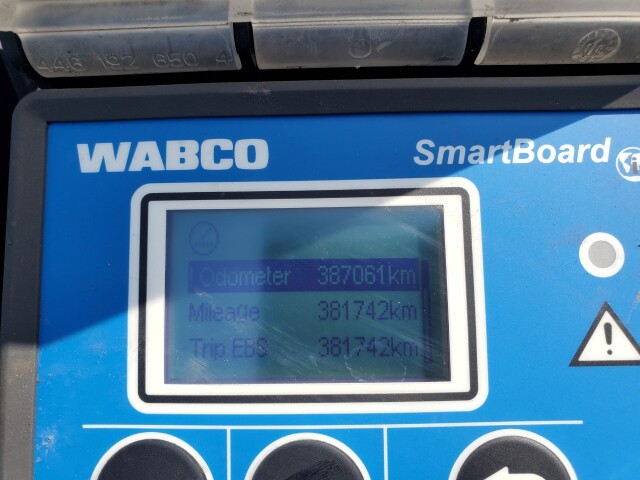 446 192 650 4
WABCO SmartBoard
Odometer 387061km
Mileage 381742km
Trip EBS 381742km